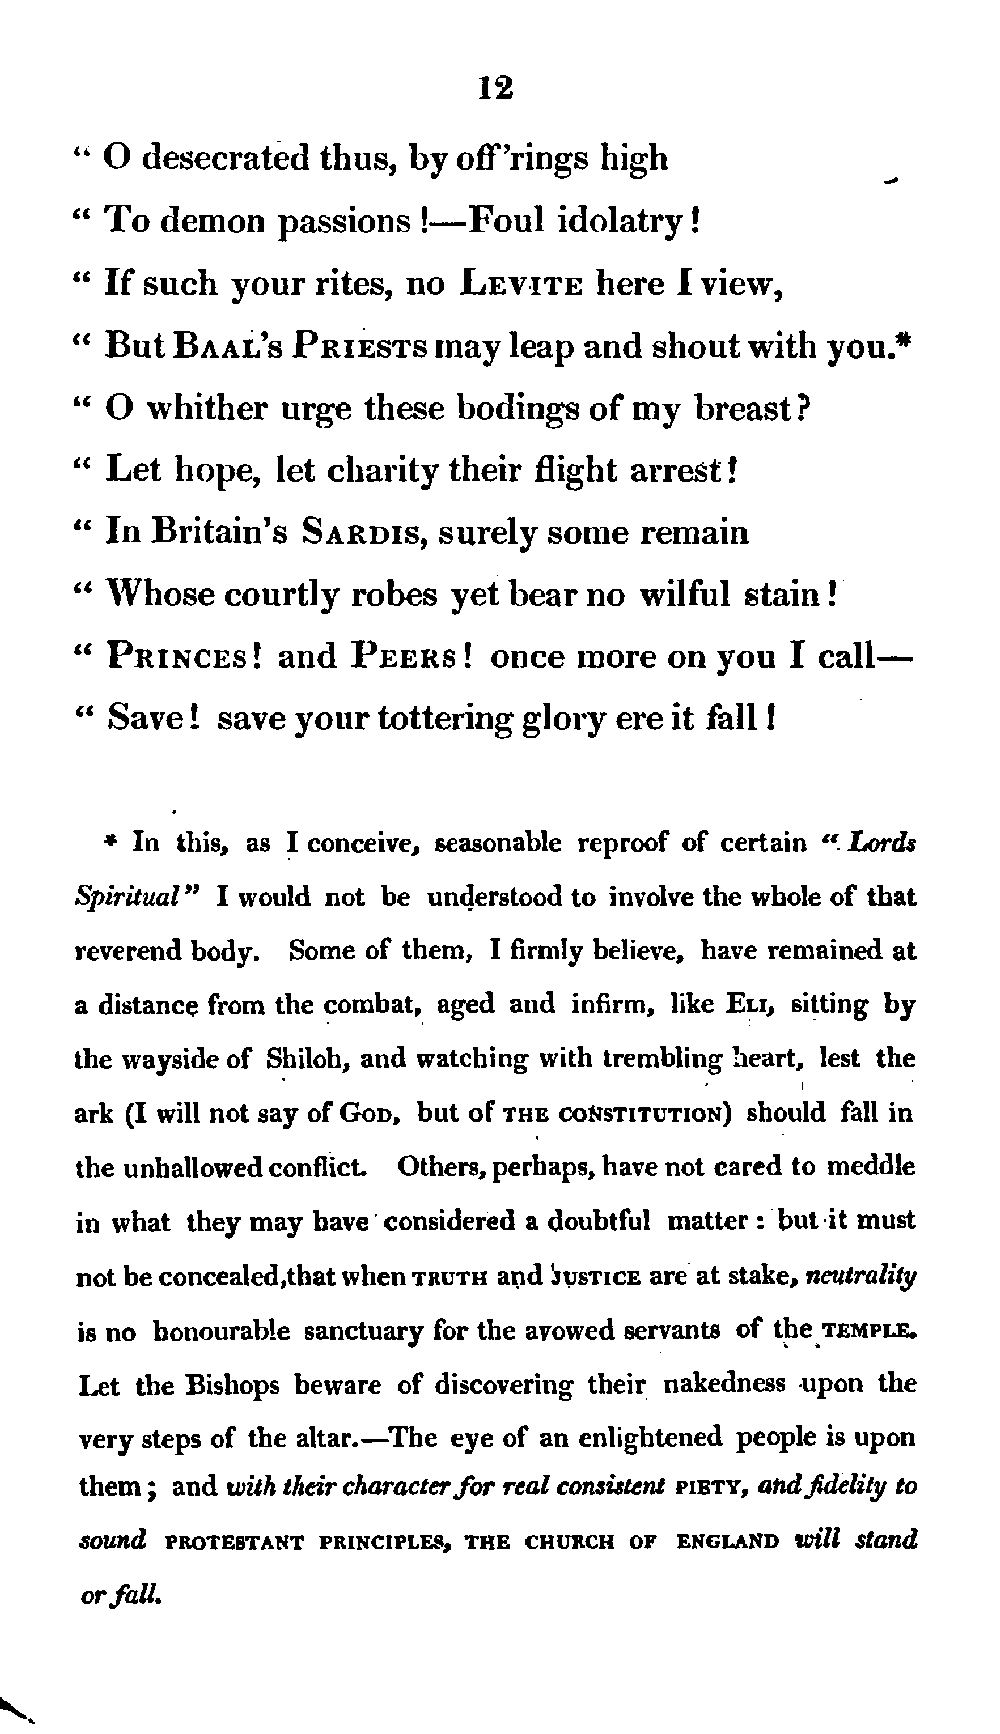 12
“ O desecrated thus, by off’rings high
“ To demon passions !—Foul idolatry !
“ If such your rites, no LEVITE here I view,
“ But BAAL’S PRIESTS may leap and shout with you.*
“ O whither urge these bodings of my breast ?
“ Let hope, let charity their flight arrest !
“ In Britain’s SARDIS, surely some remain
“ Whose courtly robes yet bear no wilful stain !
“ PRINCES ! and PEERS ! once more on you I call—
“ Save ! save your tottering glory ere it fall !
* In this, as I conceive, seasonable reproof of certain “ Lords
Spiritual” I would not be understood to involve the whole of that
reverend body. Some of them, I firmly believe, have remained at
a distance from the combat, aged and infirm, like ELI, sitting by
the wayside of Shiloh, and watching with trembling heart, lest the
ark (I will not say of GOD, but of THE CONSTITUTION) should fall in
the unhallowed conflict. Others, perhaps, have not cared to meddle
in what they may have considered a doubtful matter : but it must
not be concealed, that when TRUTH and JUSTICE are at stake, neutrality
is no honourable sanctuary for the avowed servants of the TEMPLE.
Let the Bishops beware of discovering their nakedness upon the
very steps of the altar.—The eye of an enlightened people is upon
them ; and with their character for real consistent PIETY, and fidelity to
sound PROTESTANT PRINCIPLES, THE CHURCH OF ENGLAND will stand
or fall.